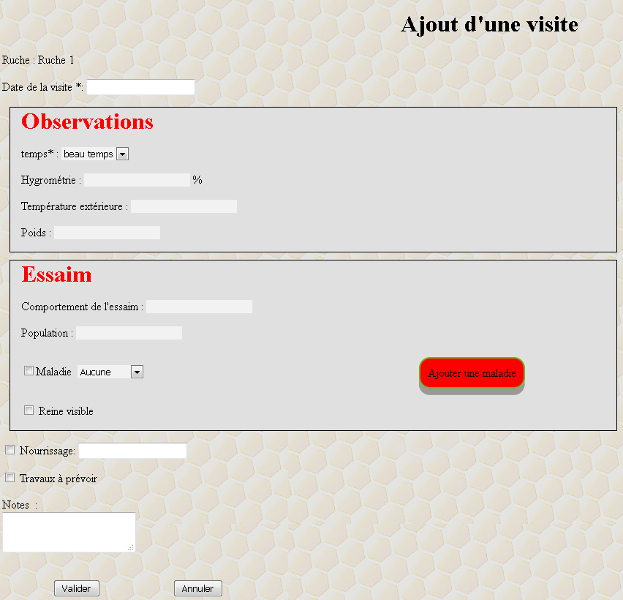 Ajout d'une visite
Ruche : Ruche 1
Date de la visite *:
Observations
temps* : beau temps
Hygrométrie : %
Température extérieure :
Poids :
Essaim
Comportement de l'essaim :
Population :
Maladie Aucune Ajouter une maladie
Reine visible
Nourrissage:
Travaux à prévoir
Notes :
Valider Annuler